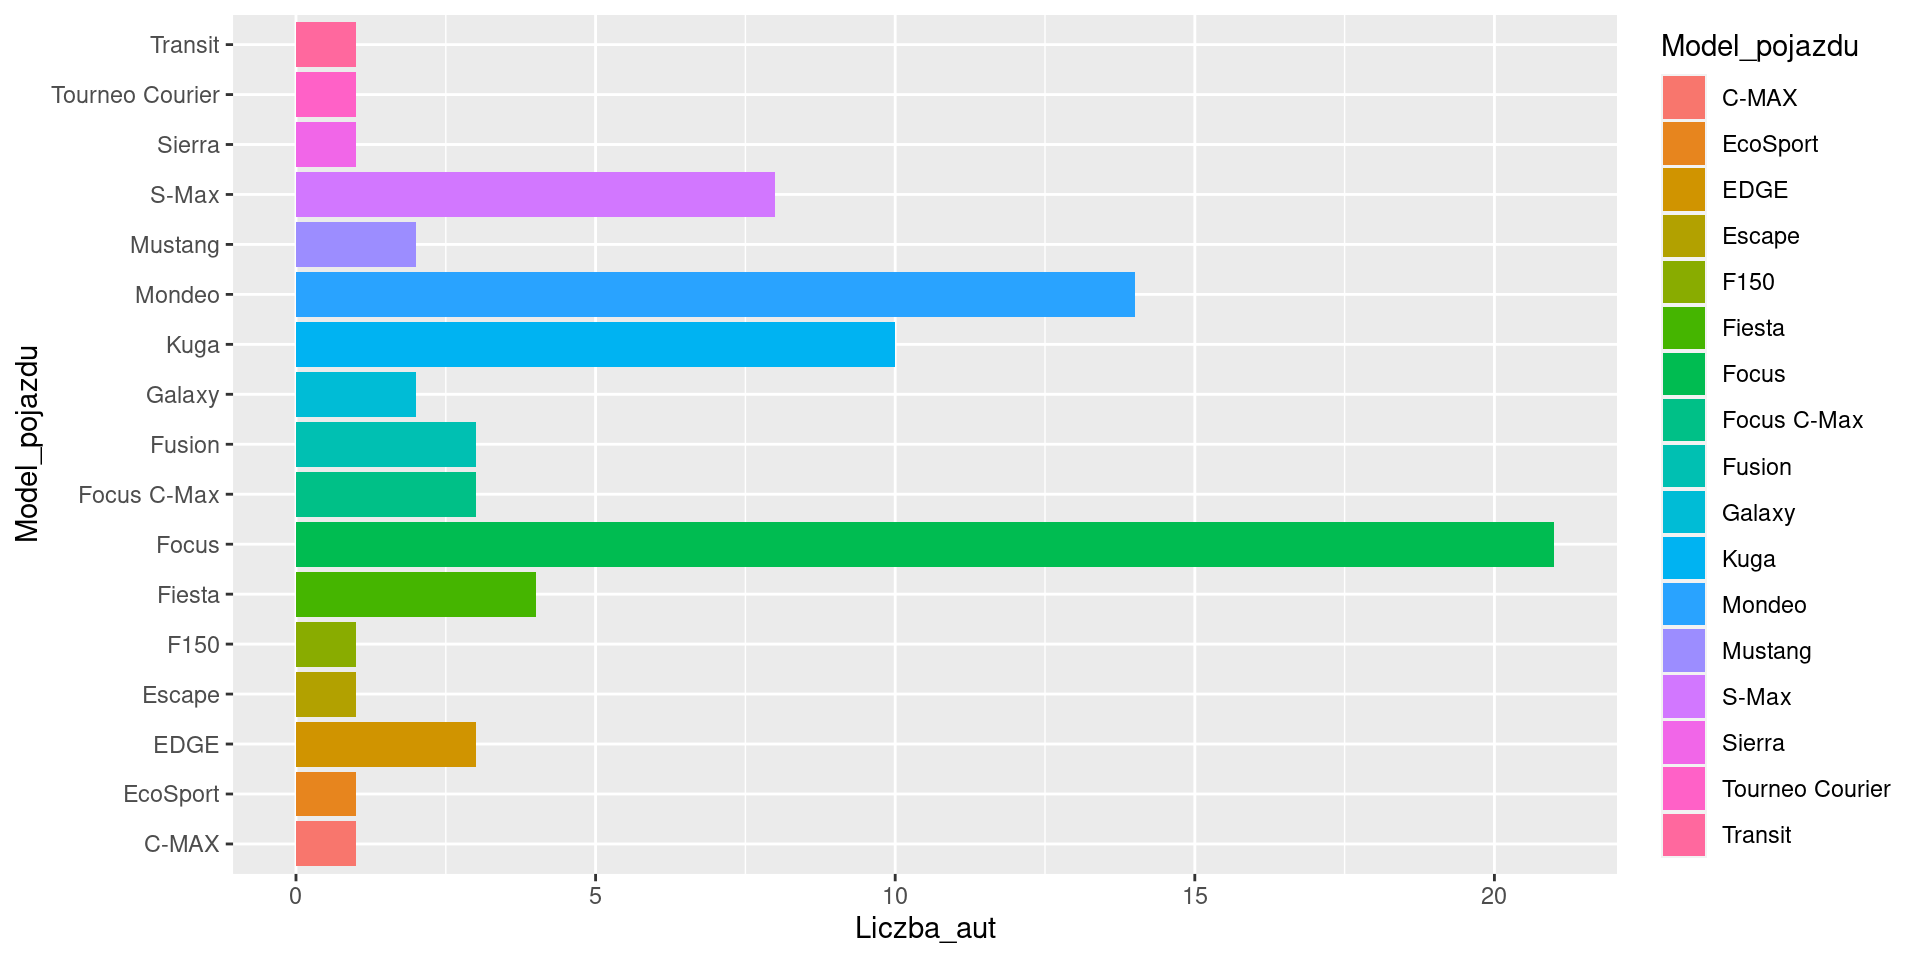 Transit
Tourneo Courier
Sierra
S-Max
Mustang
Mondeo
Kuga
Galaxy
Fusion
Focus C-Max
Focus
Fiesta
F150
Escape
EDGE
EcoSport
C-MAX
Model_pojazdu
0 5 10 15 20
Liczba_aut
Model_pojazdu
C-MAX
EcoSport
EDGE
Escape
F150
Fiesta
Focus
Focus C-Max
Fusion
Galaxy
Kuga
Mondeo
Mustang
S-Max
Sierra
Tourneo Courier
Transit